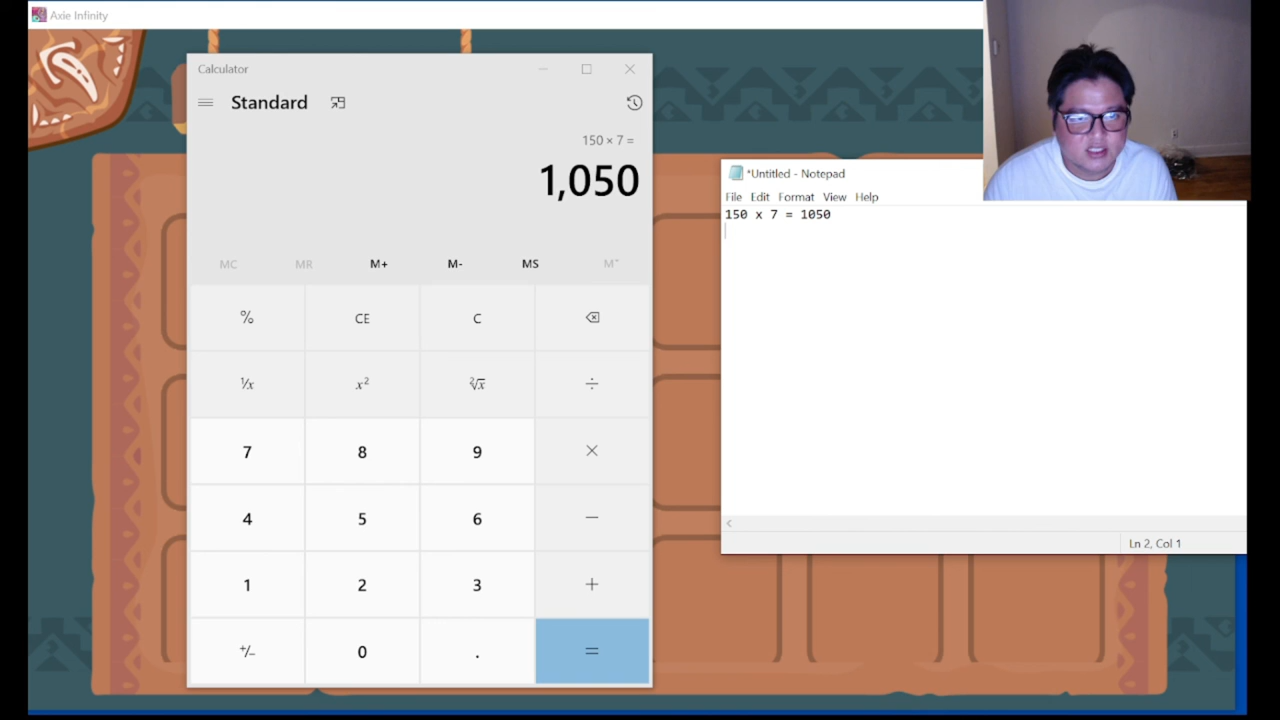 Axie Infinity
Calculator
Standard
150 × 7 =
1,050
MC MR M+ M- MS M˅
% CE C
¹/x x² ²√x ÷
7 8 9 ×
4 5 6 −
1 2 3 +
+/− 0 . =
*Untitled - Notepad
File Edit Format View Help
150 x 7 = 1050
Ln 2, Col 1